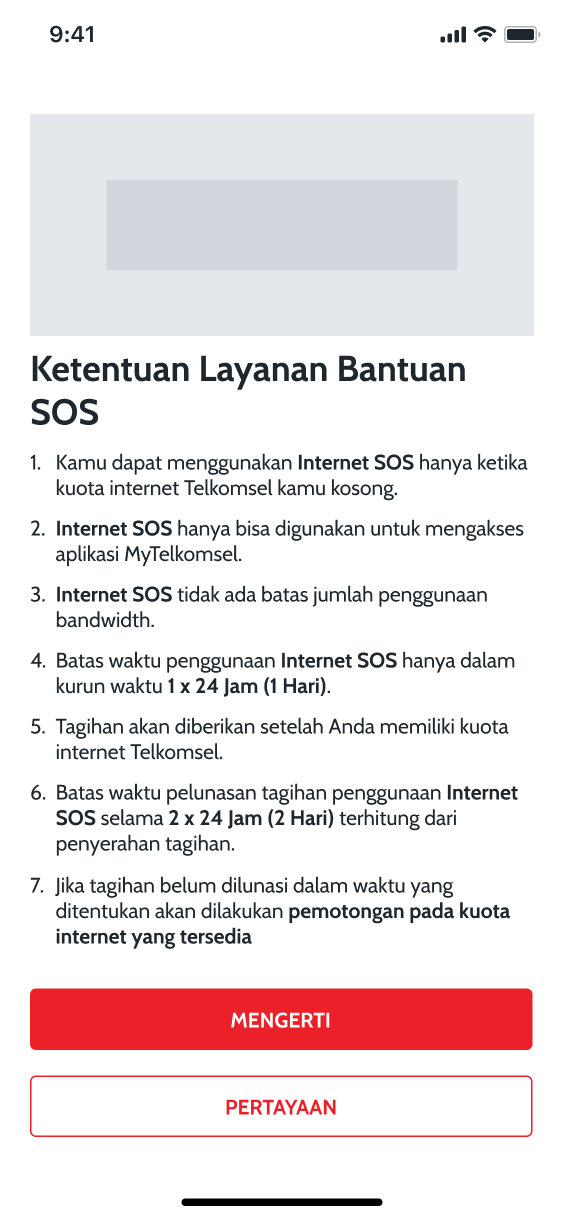 9:41
Ketentuan Layanan Bantuan
SOS
1. Kamu dapat menggunakan Internet SOS hanya ketika
kuota internet Telkomsel kamu kosong.
2. Internet SOS hanya bisa digunakan untuk mengakses
aplikasi MyTelkomsel.
3. Internet SOS tidak ada batas jumlah penggunaan
bandwidth.
4. Batas waktu penggunaan Internet SOS hanya dalam
kurun waktu 1 x 24 Jam (1 Hari).
5. Tagihan akan diberikan setelah Anda memiliki kuota
internet Telkomsel.
6. Batas waktu pelunasan tagihan penggunaan Internet
SOS selama 2 x 24 Jam (2 Hari) terhitung dari
penyerahan tagihan.
7. Jika tagihan belum dilunasi dalam waktu yang
ditentukan akan dilakukan pemotongan pada kuota
internet yang tersedia
MENGERTI
PERTAYAAN